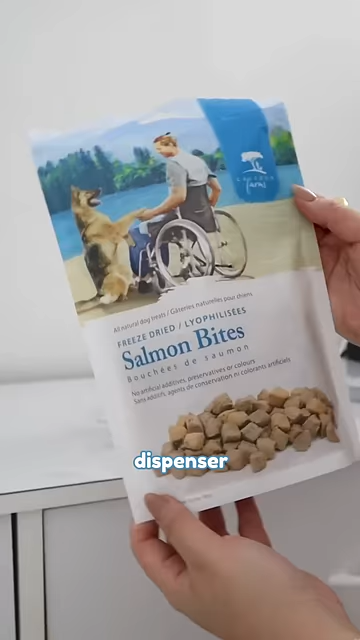 farms
All natural dog treats / Gâteries naturelles pour chiens
FREEZE DRIED / LYOPHILISÉES
Salmon Bites
Bouchées de saumon
No artificial additives, preservatives or colours
Sans additifs, agents de conservation ni colorants artificiels
dispenser